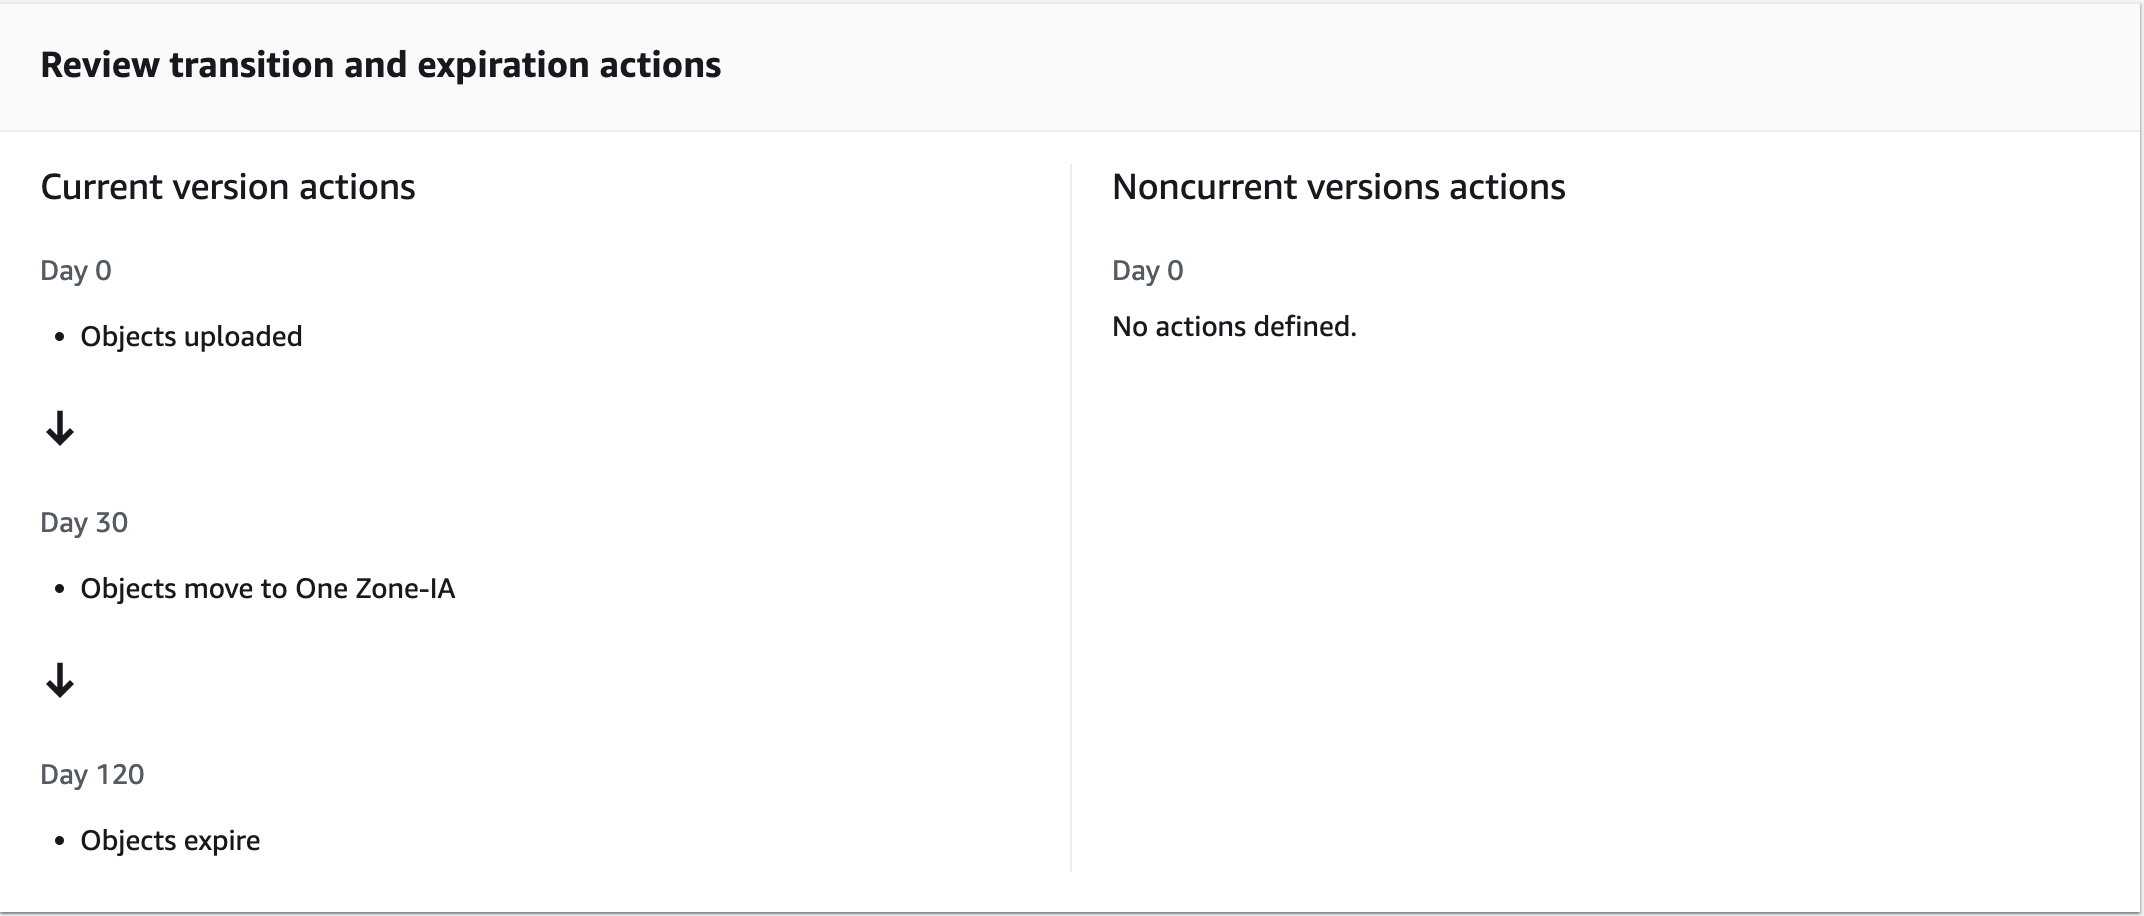 Review transition and expiration actions
Current version actions
Day 0
• Objects uploaded
Day 30
• Objects move to One Zone-IA
Day 120
• Objects expire
Noncurrent versions actions
Day 0
No actions defined.